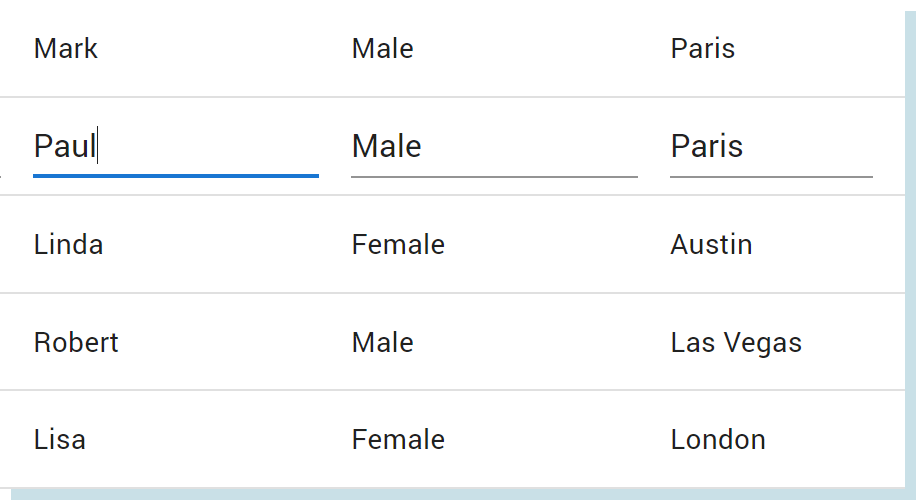 Mark Male Paris
Paul Male Paris
Linda Female Austin
Robert Male Las Vegas
Lisa Female London